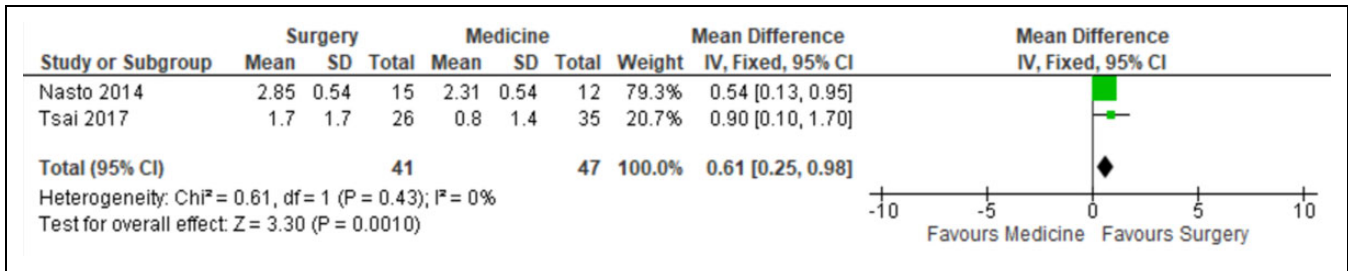 Surgery Medicine Mean Difference Mean Difference
Study or Subgroup Mean SD Total Mean SD Total Weight IV, Fixed, 95% CI IV, Fixed, 95% CI
Nasto 2014 2.85 0.54 15 2.31 0.54 12 79.3% 0.54 [0.13, 0.95]
Tsai 2017 1.7 1.7 26 0.8 1.4 35 20.7% 0.90 [0.10, 1.70]
Total (95% CI) 41 47 100.0% 0.61 [0.25, 0.98]
Heterogeneity: Chi² = 0.61, df = 1 (P = 0.43); I² = 0%
Test for overall effect: Z = 3.30 (P = 0.0010)
-10 -5 0 5 10
Favours Medicine Favours Surgery